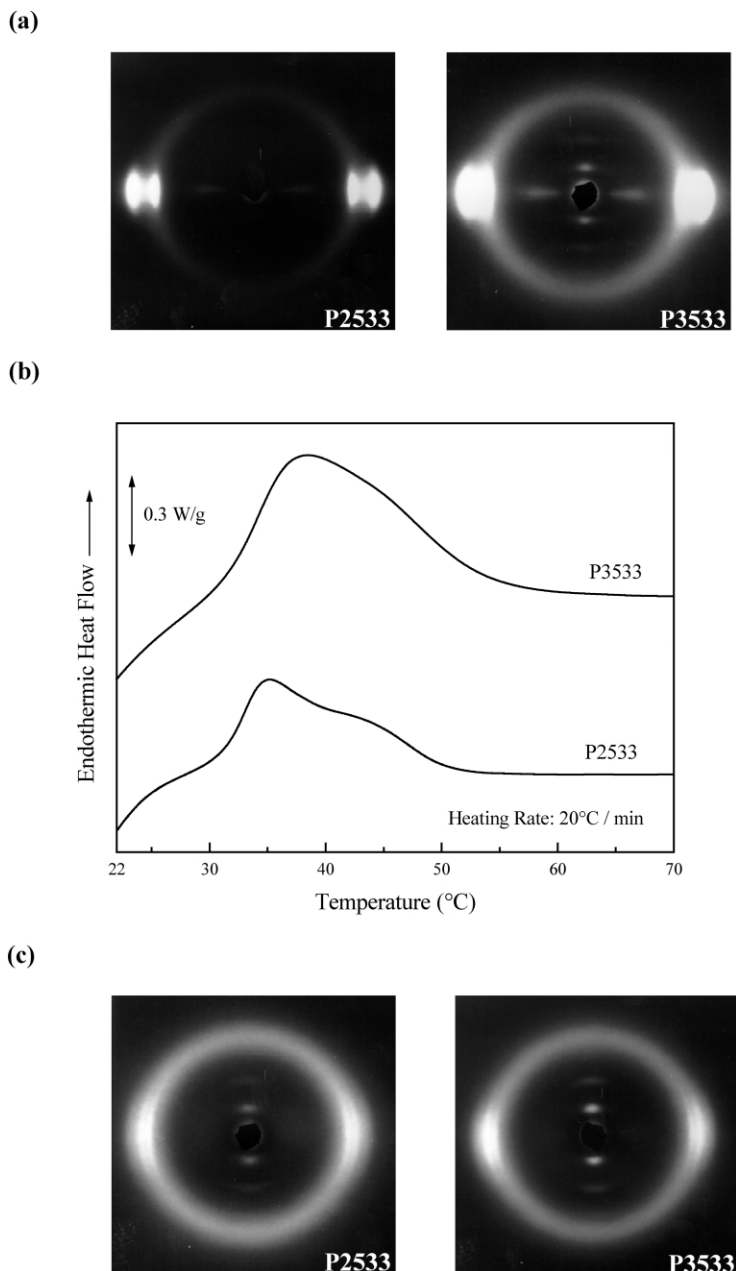 (a)
P2533
P3533
(b)
Endothermic Heat Flow
0.3 W/g
P3533
P2533
Heating Rate: 20°C / min
22 30 40 50 60 70
Temperature (°C)
(c)
P2533
P3533